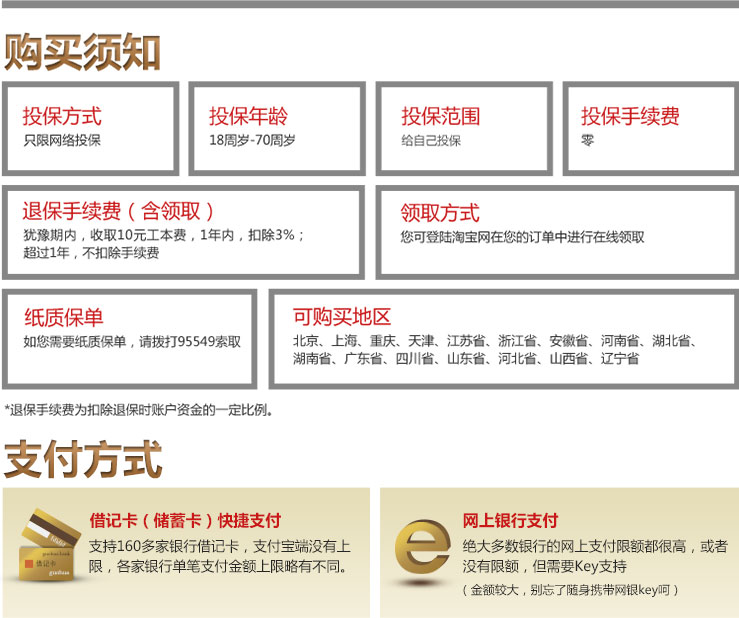 购买须知
投保方式
只限网络投保
投保年龄
18周岁-70周岁
投保范围
给自己投保
投保手续费
零
退保手续费（含领取）
犹豫期内，收取10元工本费，1年内，扣除3%；
超过1年，不扣除手续费
领取方式
您可登陆淘宝网在您的订单中进行在线领取
纸质保单
如您需要纸质保单，请拨打95549索取
可购买地区
北京、上海、重庆、天津、江苏省、浙江省、安徽省、河南省、湖北省、
湖南省、广东省、四川省、山东省、河北省、山西省、辽宁省
*退保手续费为扣除退保时账户资金的一定比例。
支付方式
借记卡（储蓄卡）快捷支付
支持160多家银行借记卡，支付宝端没有上
限，各家银行单笔支付金额上限略有不同。
guohua bank
借记卡
guohua
网上银行支付
绝大多数银行的网上支付限额都很高，或者
没有限额，但需要Key支持
（金额较大，别忘了随身携带网银key呵）